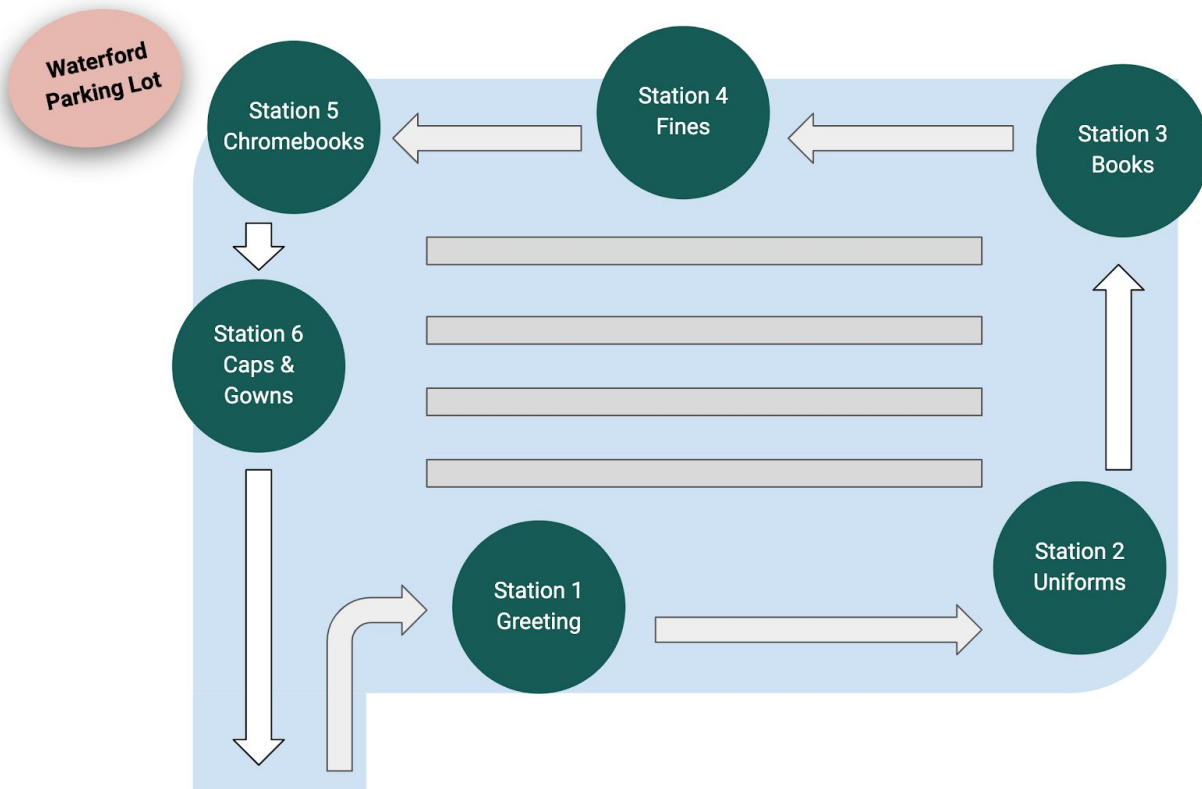 Waterford
Parking Lot
Station 5
Chromebooks
Station 4
Fines
Station 3
Books
Station 6
Caps &
Gowns
Station 1
Greeting
Station 2
Uniforms